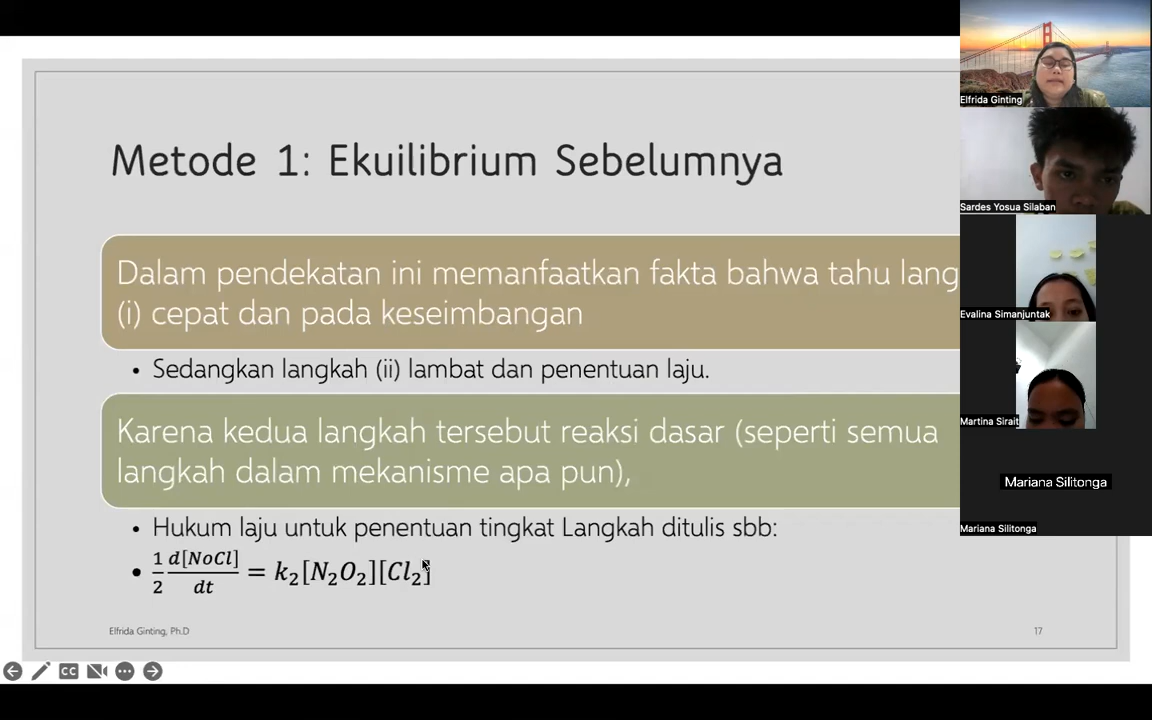 Metode 1: Ekuilibrium Sebelumnya
Dalam pendekatan ini memanfaatkan fakta bahwa tahu lang
(i) cepat dan pada keseimbangan
• Sedangkan langkah (ii) lambat dan penentuan laju.
Karena kedua langkah tersebut reaksi dasar (seperti semua
langkah dalam mekanisme apa pun),
• Hukum laju untuk penentuan tingkat Langkah ditulis sbb:
• 1/2 d[NoCl]/dt = k₂[N₂O₂][Cl₂]
Elfrida Ginting, Ph.D
17
CC
Elfrida Ginting
Sardes Yosua Silaban
Evalina Simanjuntak
Martina Sirait
Mariana Silitonga
Mariana Silitonga